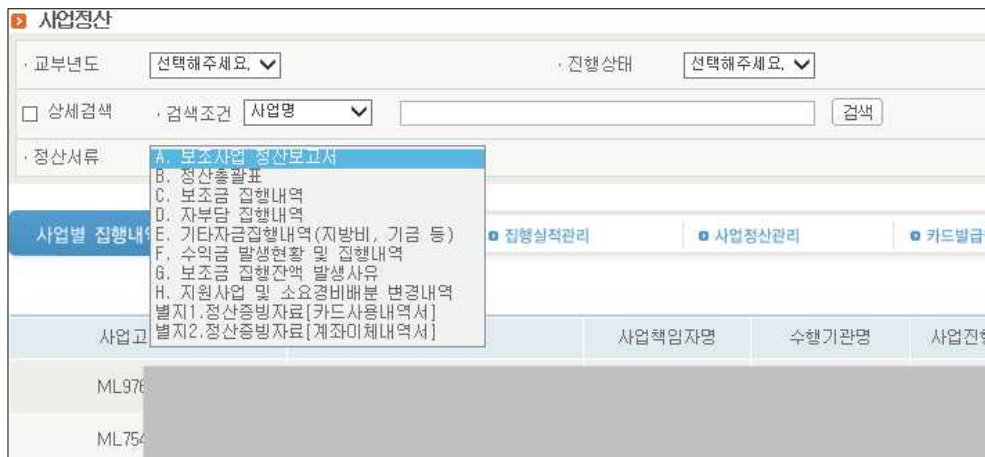 사업정산
· 교부년도 선택해주세요. · 진행상태 선택해주세요.
상세검색 · 검색조건 사업명 검색
· 정산서류
A. 보조사업 정산보고서
B. 정산총괄표
C. 보조금 집행내역
D. 자부담 집행내역
E. 기타자금집행내역(지방비, 기금 등)
F. 수익금 발생현황 및 집행내역
G. 보조금 집행잔액 발생사유
H. 지원사업 및 소요경비배분 변경내역
별지1.정산증빙자료[카드사용내역서]
별지2.정산증빙자료[계좌이체내역서]
사업별 집행내 집행실적관리 사업정산관리 카드발급
사업고 사업책임자명 수행기관명 사업진행
ML976
ML754